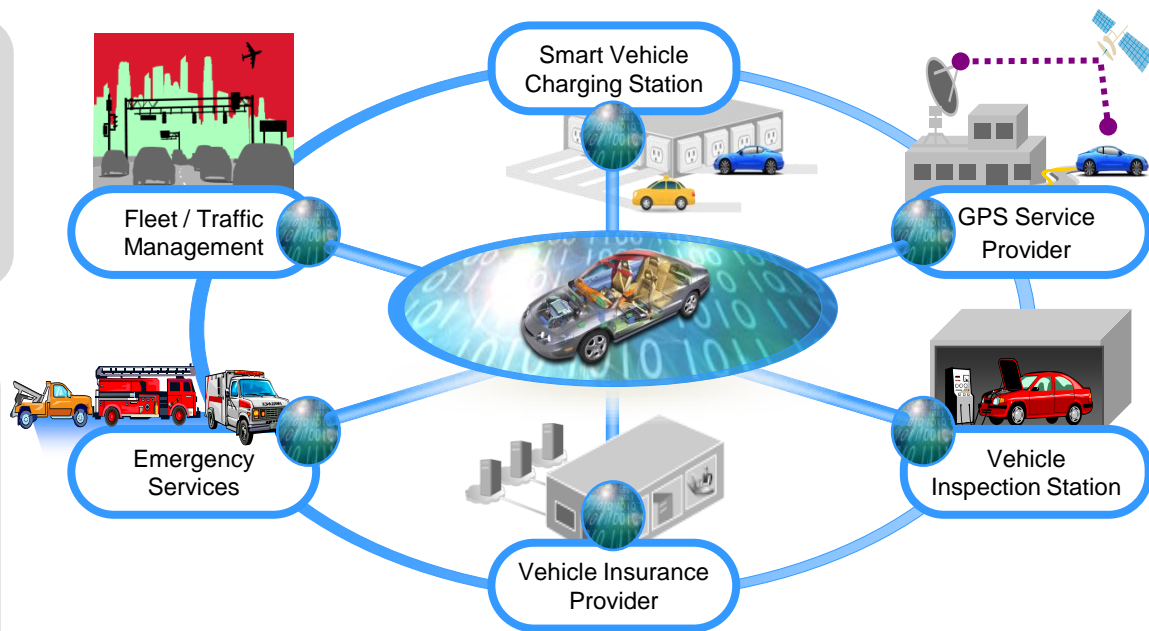 Smart Vehicle
Charging Station
Fleet / Traffic
Management
GPS Service
Provider
Emergency
Services
Vehicle
Inspection Station
Vehicle Insurance
Provider